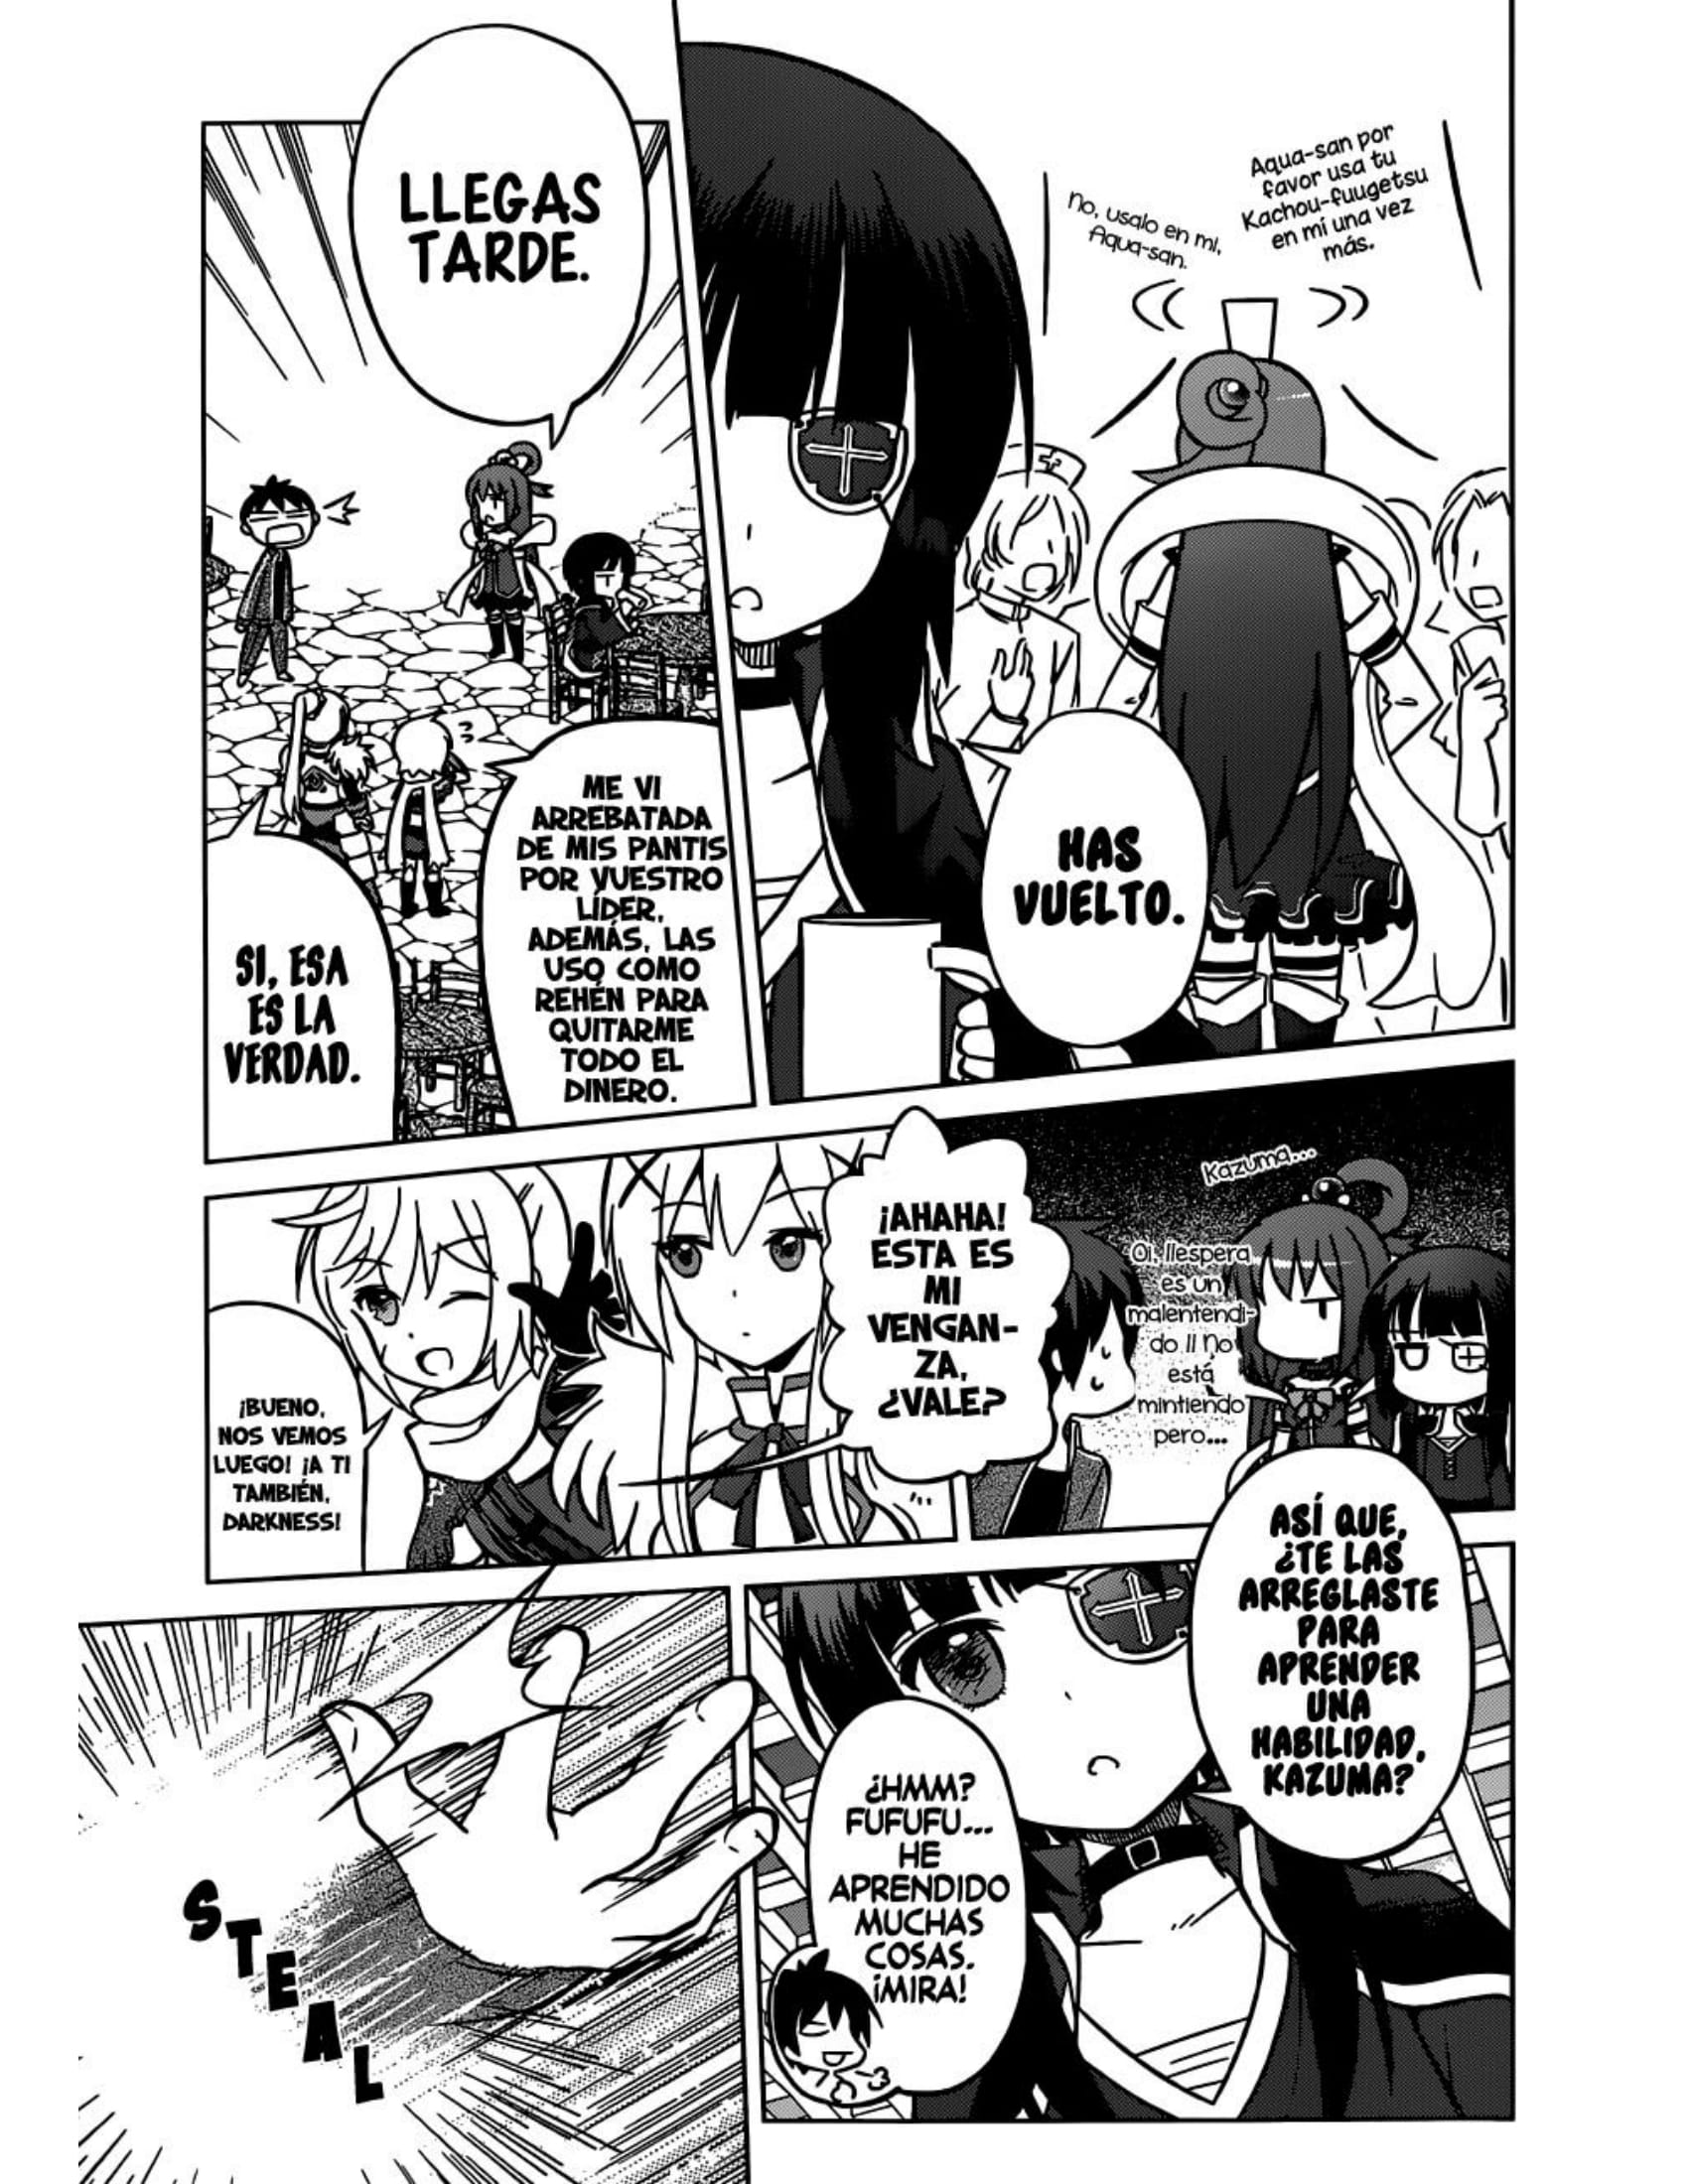 Aqua-san por
favor usa tu
Kachou-fuugetsu
en mí una vez
más.
No, usalo en mi,
Aqua-san.
HAS
VUELTO.
LLEGAS
TARDE.
ME VI
ARREBATADA
DE MIS PANTIS
POR VUESTRO
LÍDER,
ADEMÁS, LAS
USO COMO
REHÉN PARA
QUITARME
TODO EL
DINERO.
SI, ESA
ES LA
VERDAD.
Kazuma...
Oi, llespera
es un
malentendi-
do II No
está
mintiendo
pero...
¡AHAHA!
ESTA ES
MI
VENGAN-
ZA,
¿VALE?
¡BUENO,
NOS VEMOS
LUEGO! ¡A TI
TAMBIÉN,
DARKNESS!
ASÍ QUE,
¿TE LAS
ARREGLASTE
PARA
APRENDER
UNA
HABILIDAD,
KAZUMA?
¿HMM?
FUFUFU...
HE
APRENDIDO
MUCHAS
COSAS.
¡MIRA!
STEAL